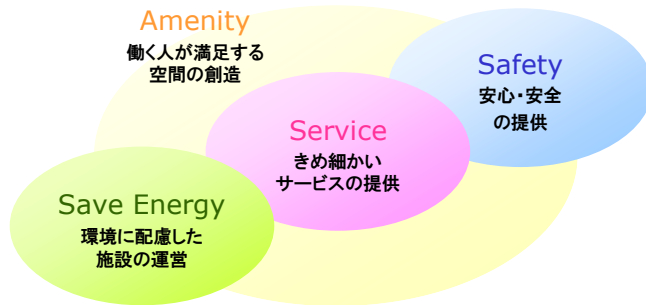 Amenity
働く人が満足する
空間の創造
Safety
安心・安全
の提供
Service
きめ細かい
サービスの提供
Save Energy
環境に配慮した
施設の運営